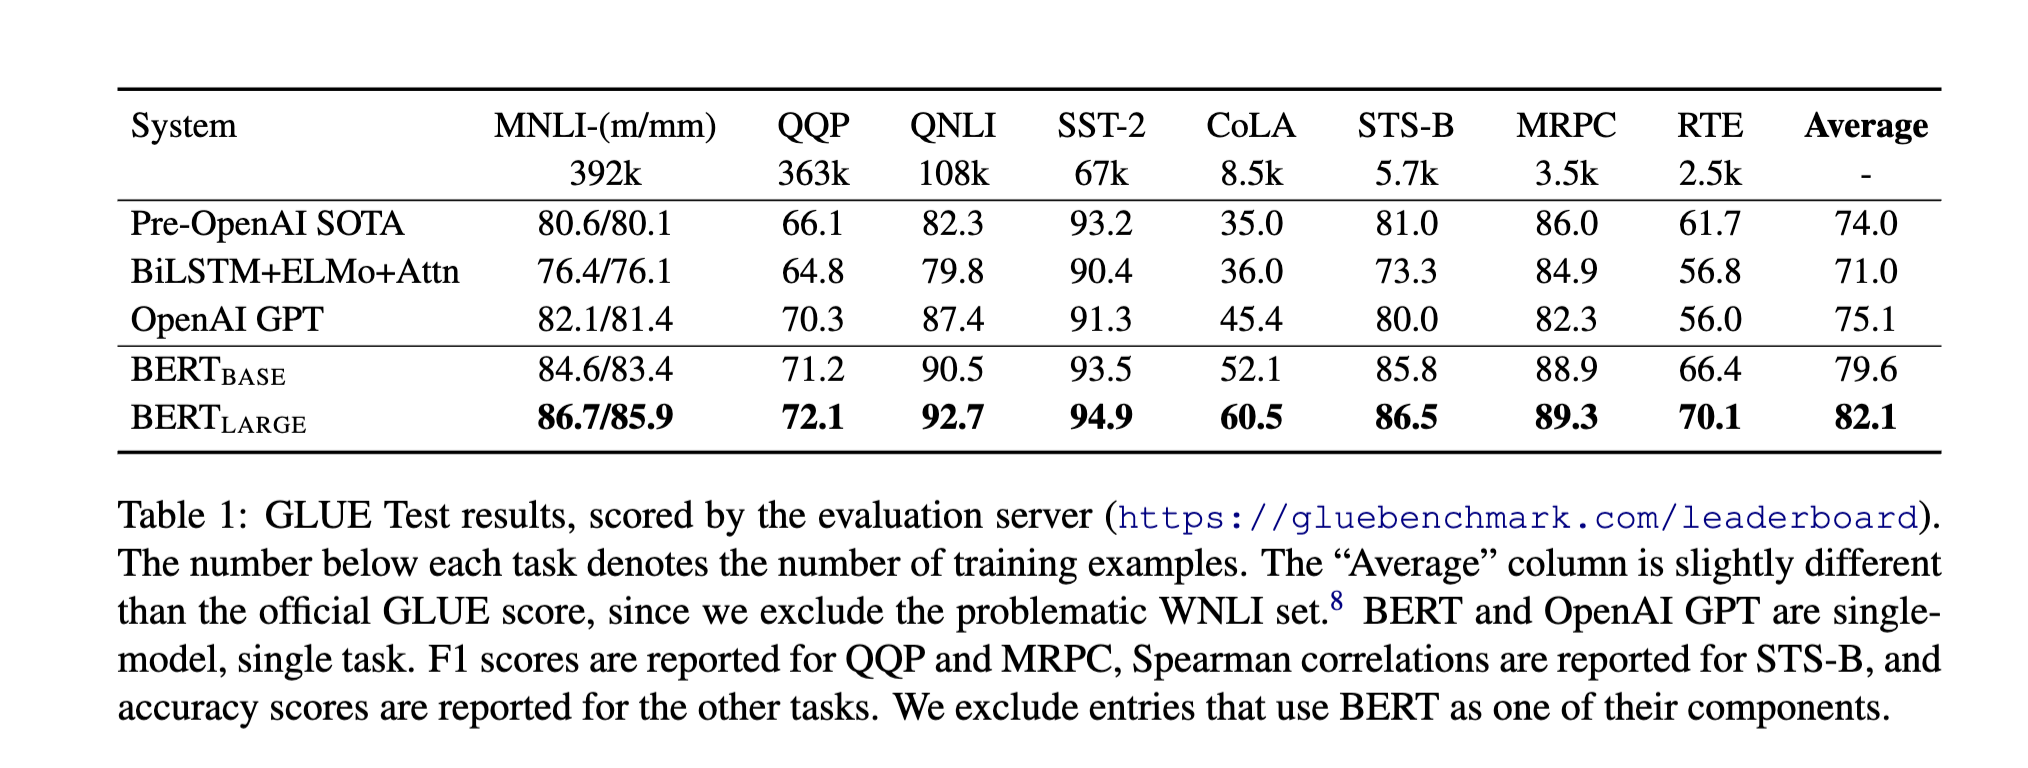 System MNLI-(m/mm) QQP QNLI SST-2 CoLA STS-B MRPC RTE Average
392k 363k 108k 67k 8.5k 5.7k 3.5k 2.5k -
Pre-OpenAI SOTA 80.6/80.1 66.1 82.3 93.2 35.0 81.0 86.0 61.7 74.0
BiLSTM+ELMo+Attn 76.4/76.1 64.8 79.8 90.4 36.0 73.3 84.9 56.8 71.0
OpenAI GPT 82.1/81.4 70.3 87.4 91.3 45.4 80.0 82.3 56.0 75.1
BERTBASE 84.6/83.4 71.2 90.5 93.5 52.1 85.8 88.9 66.4 79.6
BERTLARGE 86.7/85.9 72.1 92.7 94.9 60.5 86.5 89.3 70.1 82.1
Table 1: GLUE Test results, scored by the evaluation server (https://gluebenchmark.com/leaderboard).
The number below each task denotes the number of training examples. The “Average” column is slightly different
than the official GLUE score, since we exclude the problematic WNLI set.8 BERT and OpenAI GPT are single-
model, single task. F1 scores are reported for QQP and MRPC, Spearman correlations are reported for STS-B, and
accuracy scores are reported for the other tasks. We exclude entries that use BERT as one of their components.